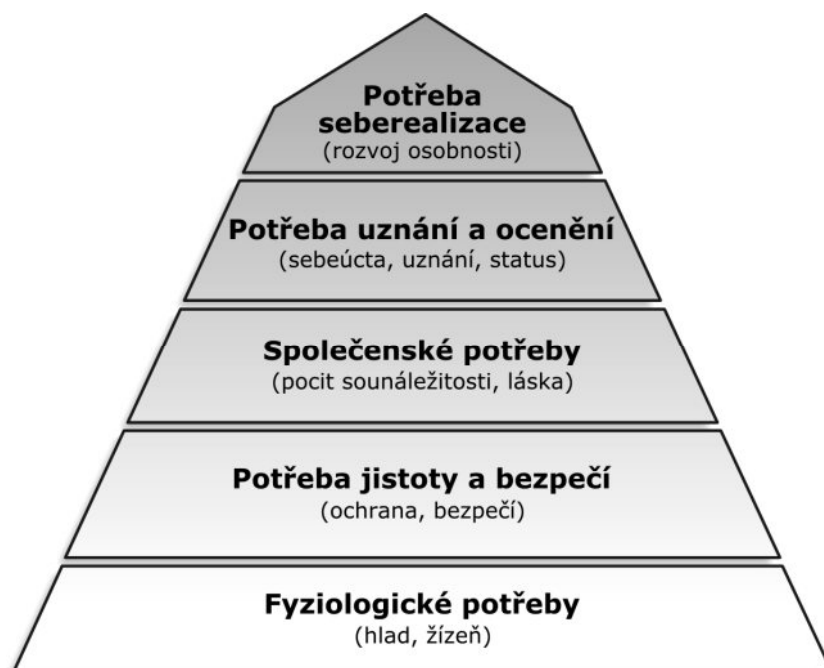 Potřeba
seberealizace
(rozvoj osobnosti)
Potřeba uznání a ocenění
(sebeúcta, uznání, status)
Společenské potřeby
(pocit sounáležitosti, láska)
Potřeba jistoty a bezpečí
(ochrana, bezpečí)
Fyziologické potřeby
(hlad, žízeň)